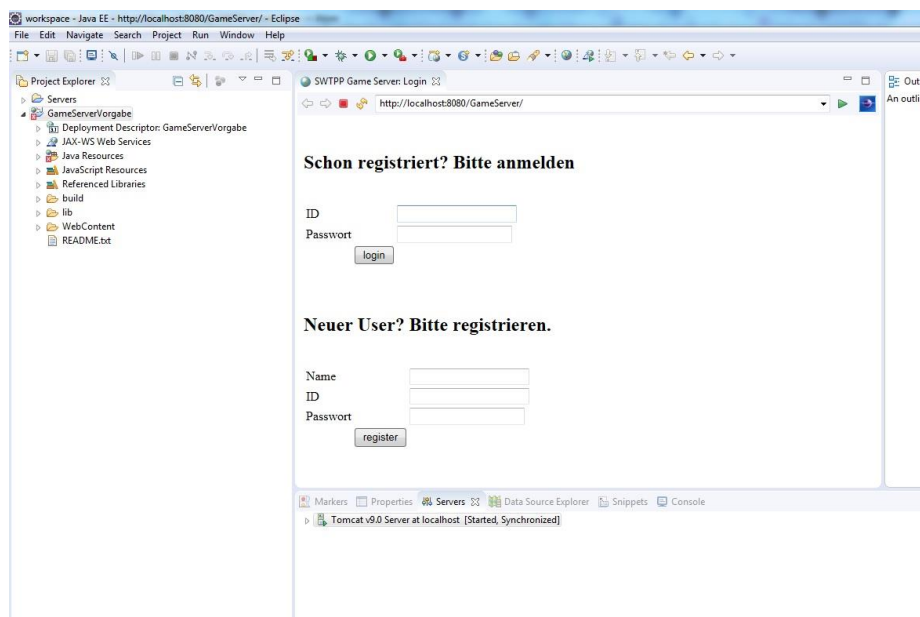 workspace - Java EE - http://localhost:8080/GameServer/ - Eclipse
File Edit Navigate Search Project Run Window Help
Project Explorer
Servers
GameServerVorgabe
Deployment Descriptor: GameServerVorgabe
JAX-WS Web Services
Java Resources
JavaScript Resources
Referenced Libraries
build
lib
WebContent
README.txt
SWTPP Game Server: Login
http://localhost:8080/GameServer/
Schon registriert? Bitte anmelden
ID
Passwort
login
Neuer User? Bitte registrieren.
Name
ID
Passwort
register
Out
An outli
Markers Properties Servers Data Source Explorer Snippets Console
Tomcat v9.0 Server at localhost [Started, Synchronized]